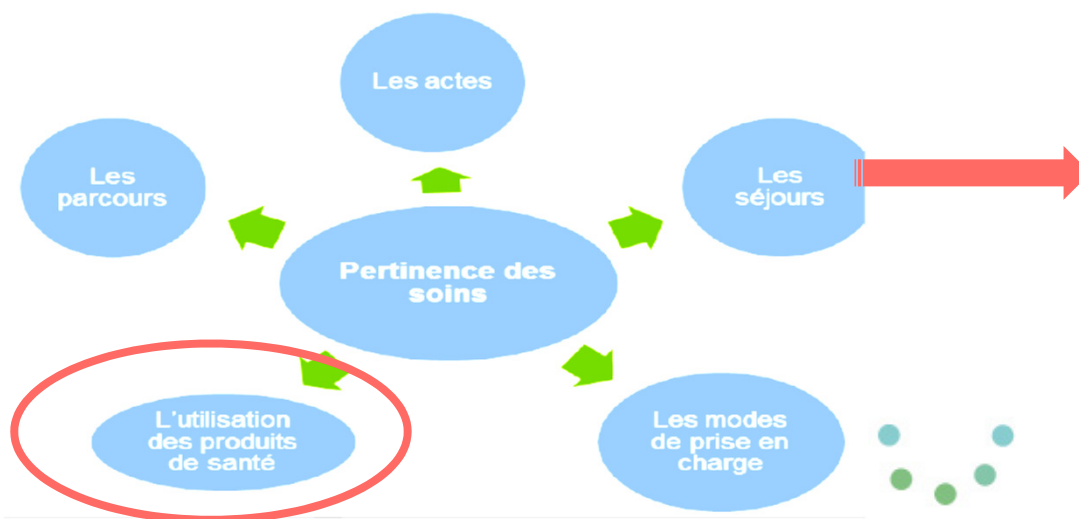 Les actes
Les
parcours
Les
séjours
Pertinence des
soins
L'utilisation
des produits
de santé
Les modes
de prise en
charge